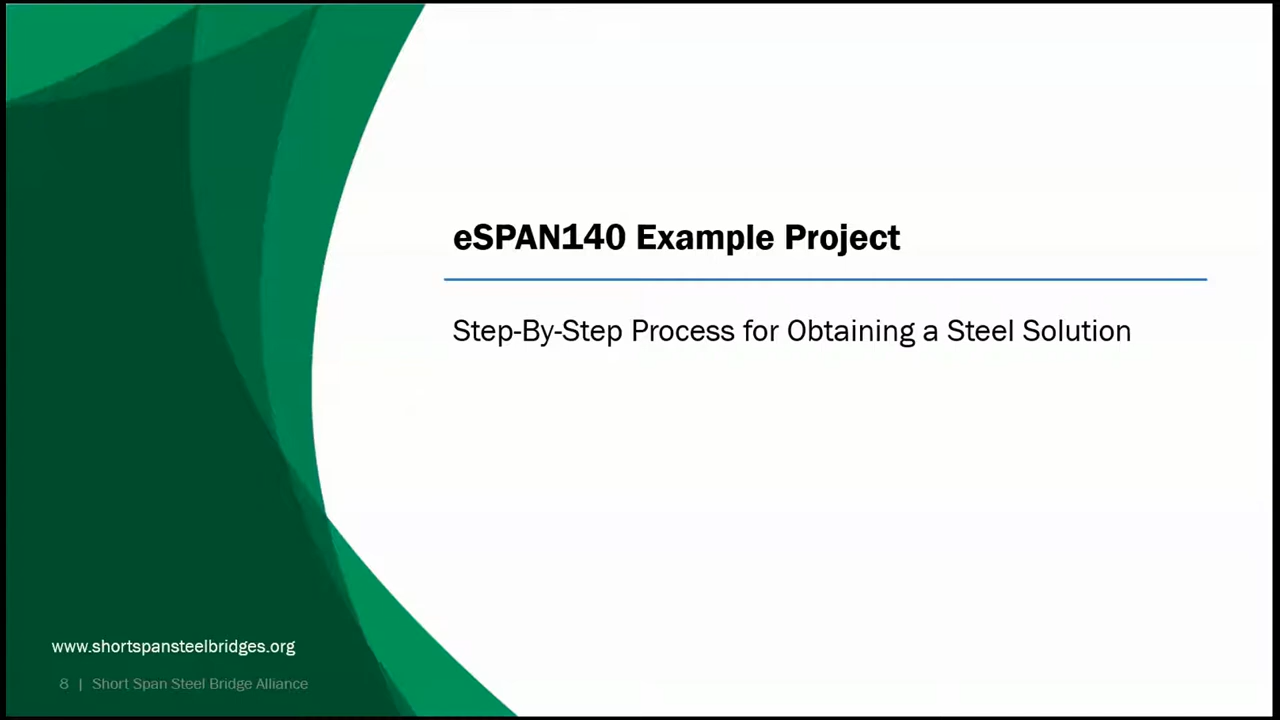 eSPAN140 Example Project
Step-By-Step Process for Obtaining a Steel Solution
www.shortspansteelbridges.org
8 | Short Span Steel Bridge Alliance